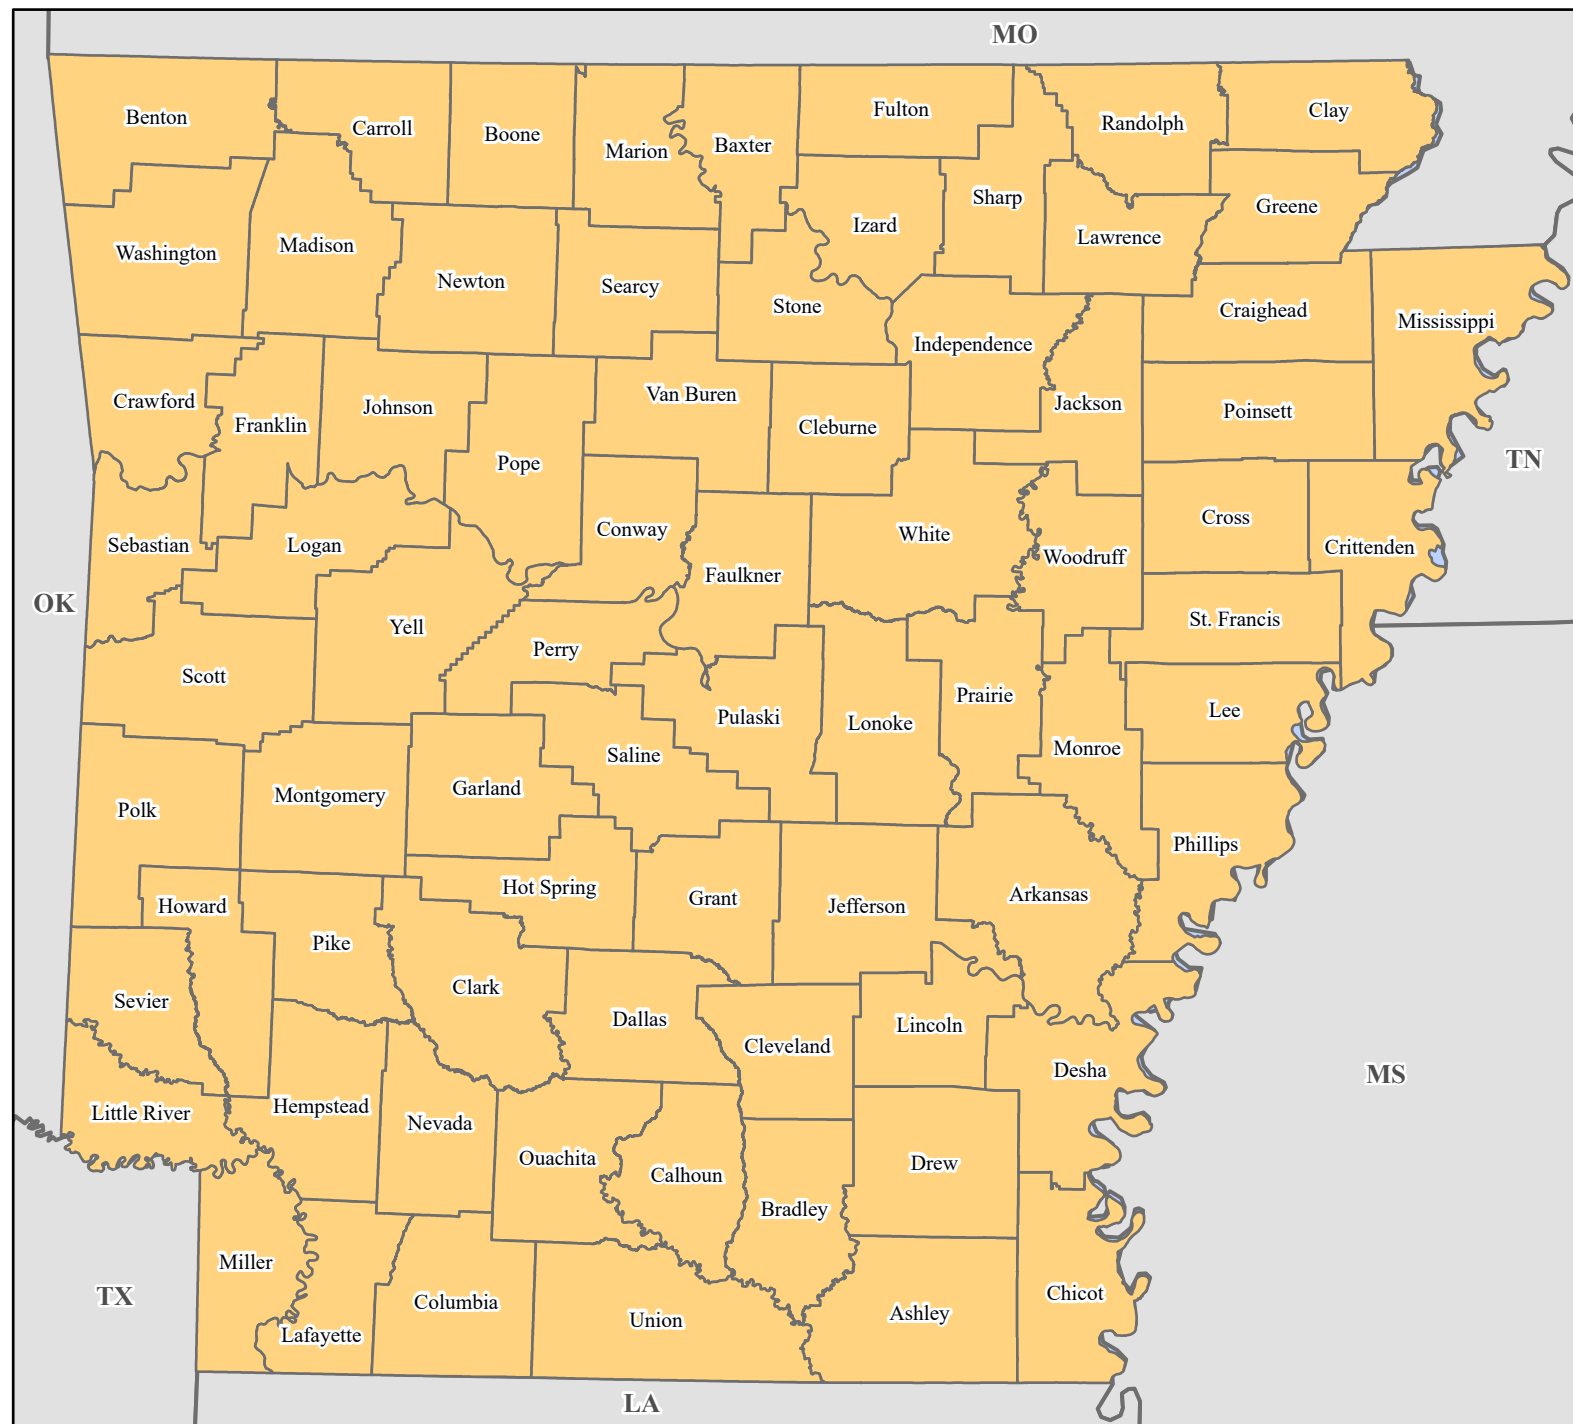 MO
Benton
Carroll
Boone
Marion
Baxter
Fulton
Randolph
Clay
Sharp
Izard
Greene
Lawrence
Washington
Madison
Newton
Searcy
Stone
Craighead
Mississippi
Independence
Crawford
Franklin
Johnson
Van Buren
Cleburne
Jackson
Poinsett
Pope
TN
Sebastian
Logan
Conway
White
Cross
Woodruff
Crittenden
Faulkner
OK
Yell
St. Francis
Perry
Scott
Prairie
Lee
Pulaski
Lonoke
Monroe
Saline
Garland
Montgomery
Polk
Phillips
Hot Spring
Grant
Arkansas
Howard
Jefferson
Pike
Clark
Sevier
Dallas
Lincoln
Cleveland
Desha
MS
Little River
Hempstead
Nevada
Ouachita
Calhoun
Drew
Bradley
Miller
Chicot
TX
Columbia
Union
Ashley
Lafayette
LA